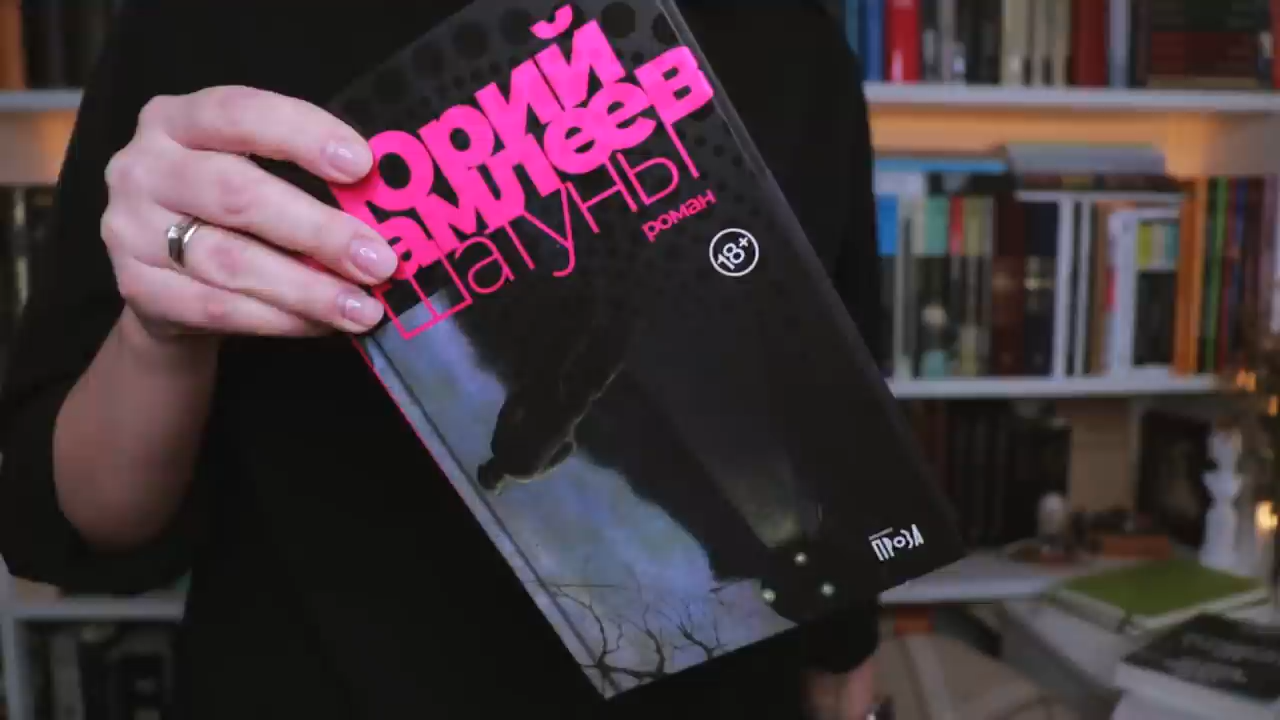 Юрий
Мамлеев
Шатуны
роман
18+
ПРОЗА